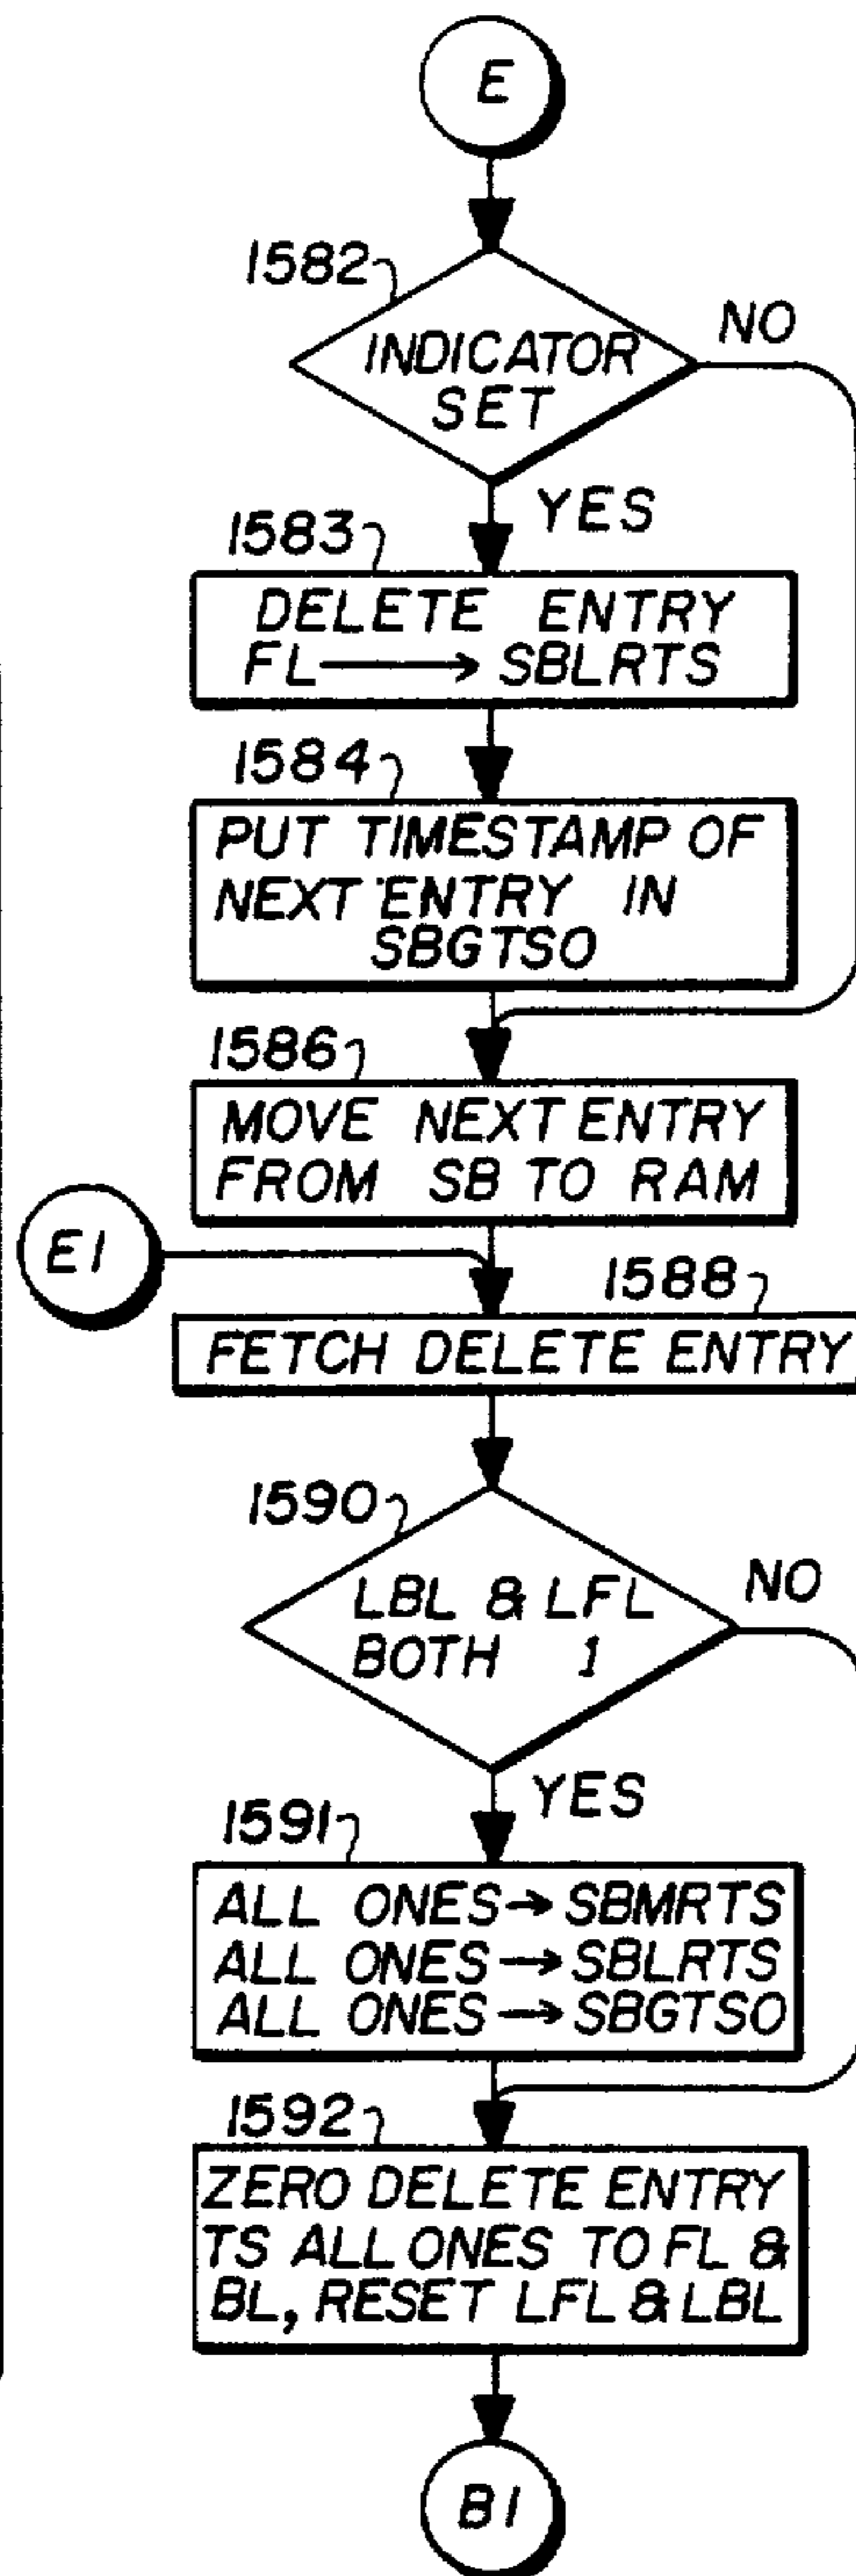 E
1582
INDICATOR
SET
NO
YES
1583
DELETE ENTRY
FL → SBLRTS
1584
PUT TIMESTAMP OF
NEXT ENTRY IN
SBGTSO
1586
MOVE NEXT ENTRY
FROM SB TO RAM
E1
1588
FETCH DELETE ENTRY
1590
LBL & LFL
BOTH 1
NO
YES
1591
ALL ONES → SBMRTS
ALL ONES → SBLRTS
ALL ONES → SBGTSO
1592
ZERO DELETE ENTRY
TS ALL ONES TO FL &
BL, RESET LFL & LBL
B1